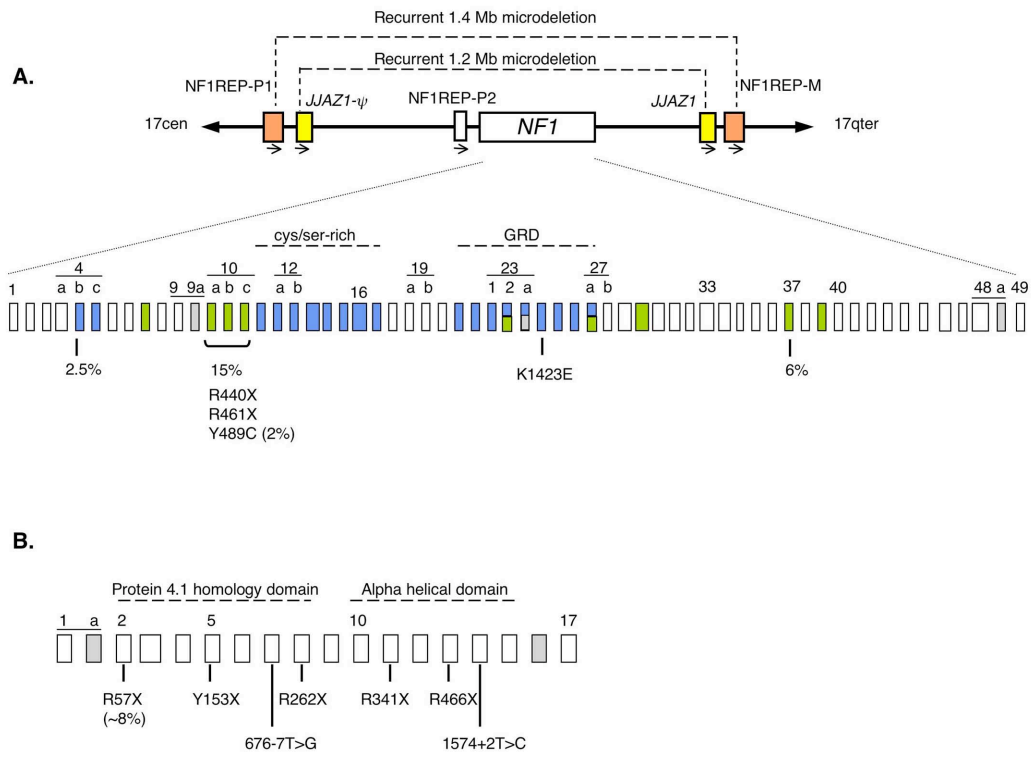 Recurrent 1.4 Mb microdeletion
A.
Recurrent 1.2 Mb microdeletion
NF1REP-P1
NF1REP-M
JJAZ1-ψ
NF1REP-P2
JJAZ1
17cen
NF1
17qter
cys/ser-rich
GRD
4
10
12
19
23
27
1
a b c
9 9a
a b c
a b
16
a b
1 2 a
a b
33
37
40
48 a
49
2.5%
15%
K1423E
6%
R440X
R461X
Y489C (2%)
B.
Protein 4.1 homology domain
Alpha helical domain
1 a 2 5 10 17
R57X
(~8%)
Y153X
R262X
R341X
R466X
676-7T>G
1574+2T>C